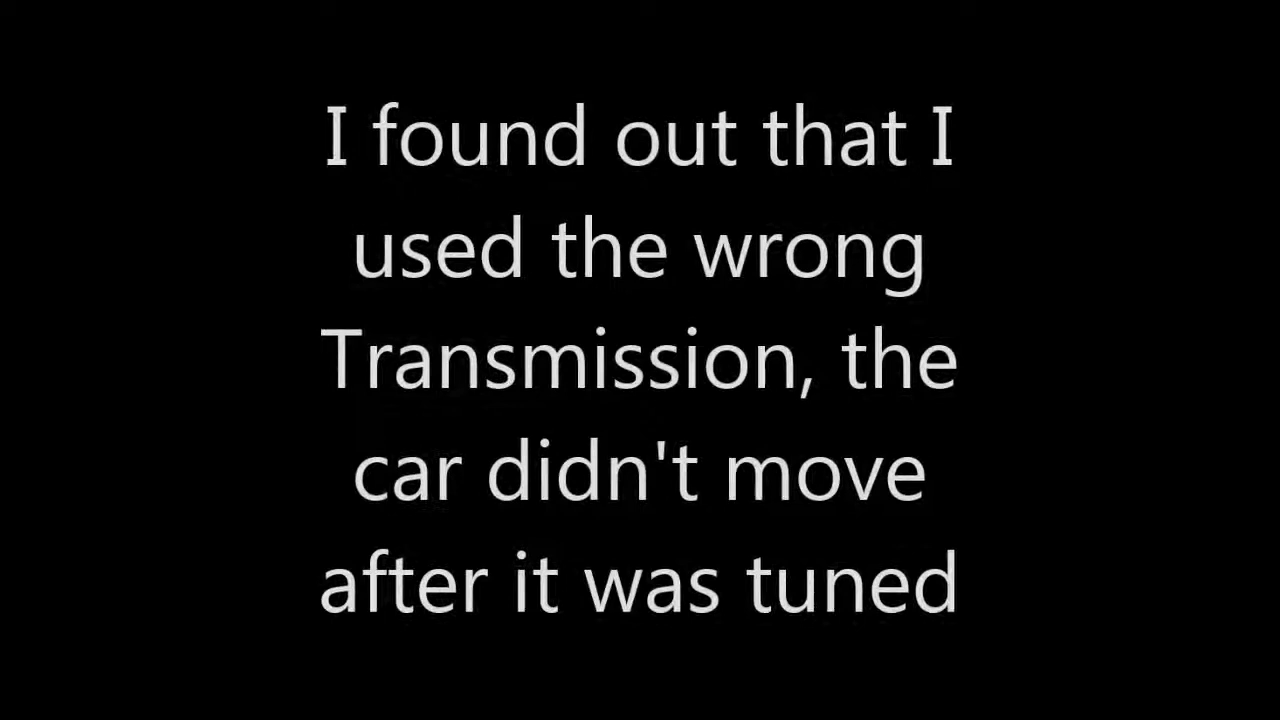 I found out that I
used the wrong
Transmission, the
car didn't move
after it was tuned